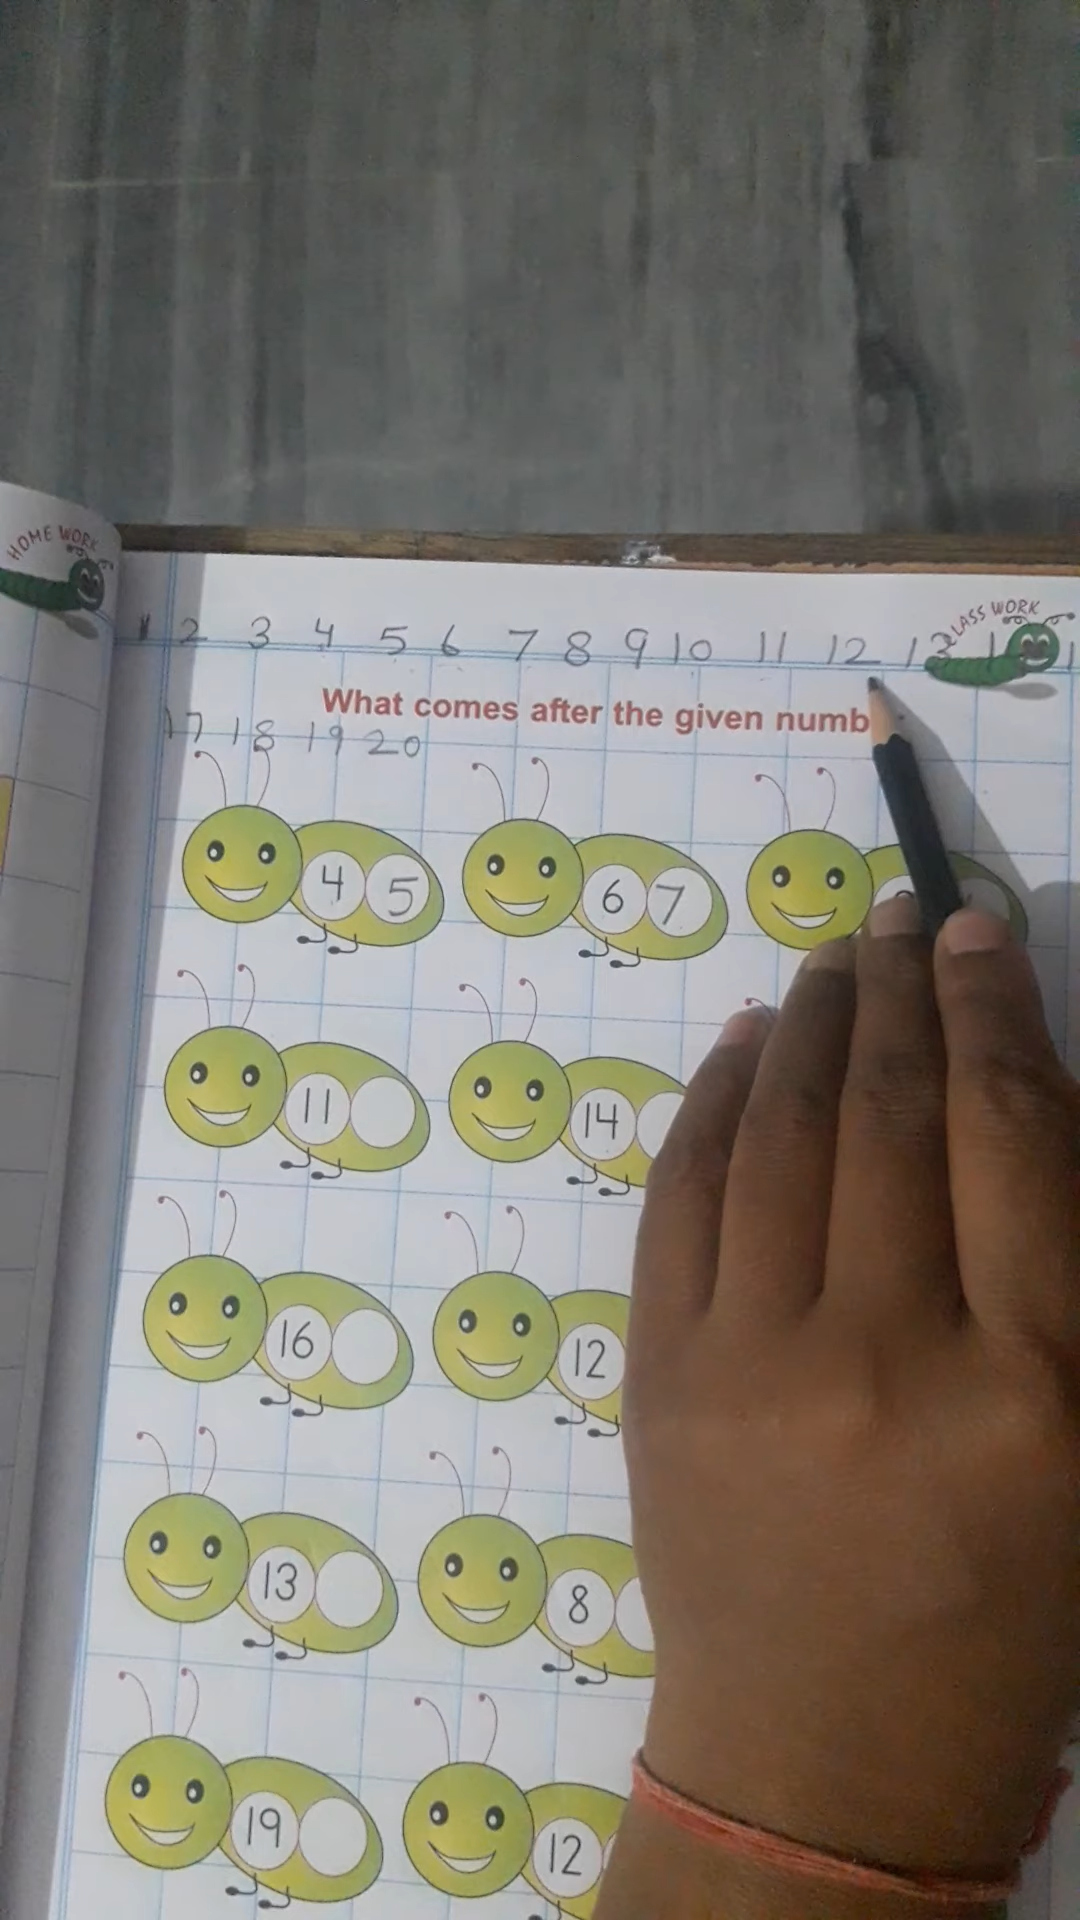 HOME WORK
CLASS WORK
1 2 3 4 5 6 7 8 9 10 11 12 13
What comes after the given numb
17 18 19 20
4 5 6 7
11 14
16 12
13 8
19 12